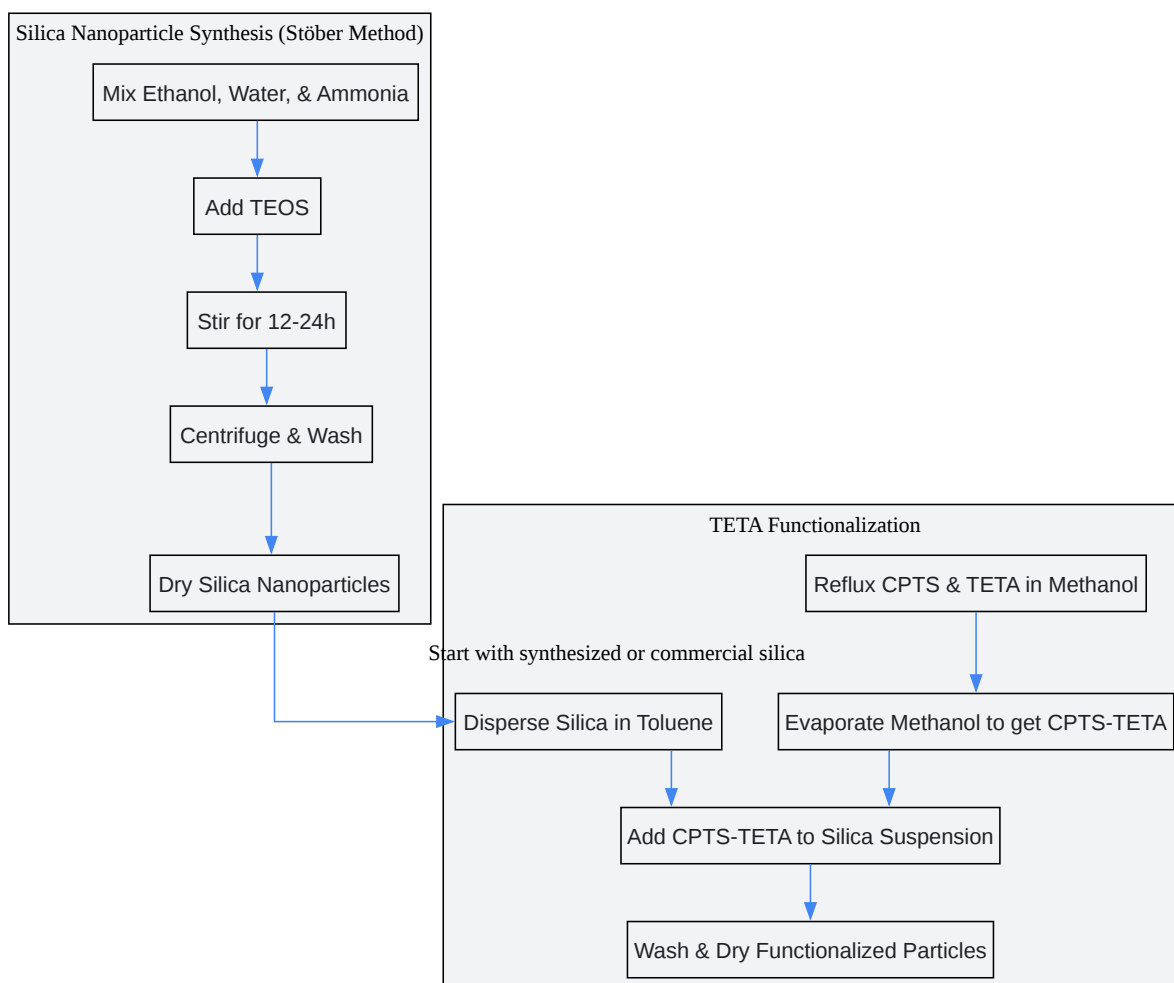 Silica Nanoparticle Synthesis (Stöber Method)
Mix Ethanol, Water, & Ammonia
Add TEOS
Stir for 12-24h
Centrifuge & Wash
Dry Silica Nanoparticles
TETA Functionalization
Reflux CPTS & TETA in Methanol
Start with synthesized or commercial silica
Disperse Silica in Toluene
Evaporate Methanol to get CPTS-TETA
Add CPTS-TETA to Silica Suspension
Wash & Dry Functionalized Particles